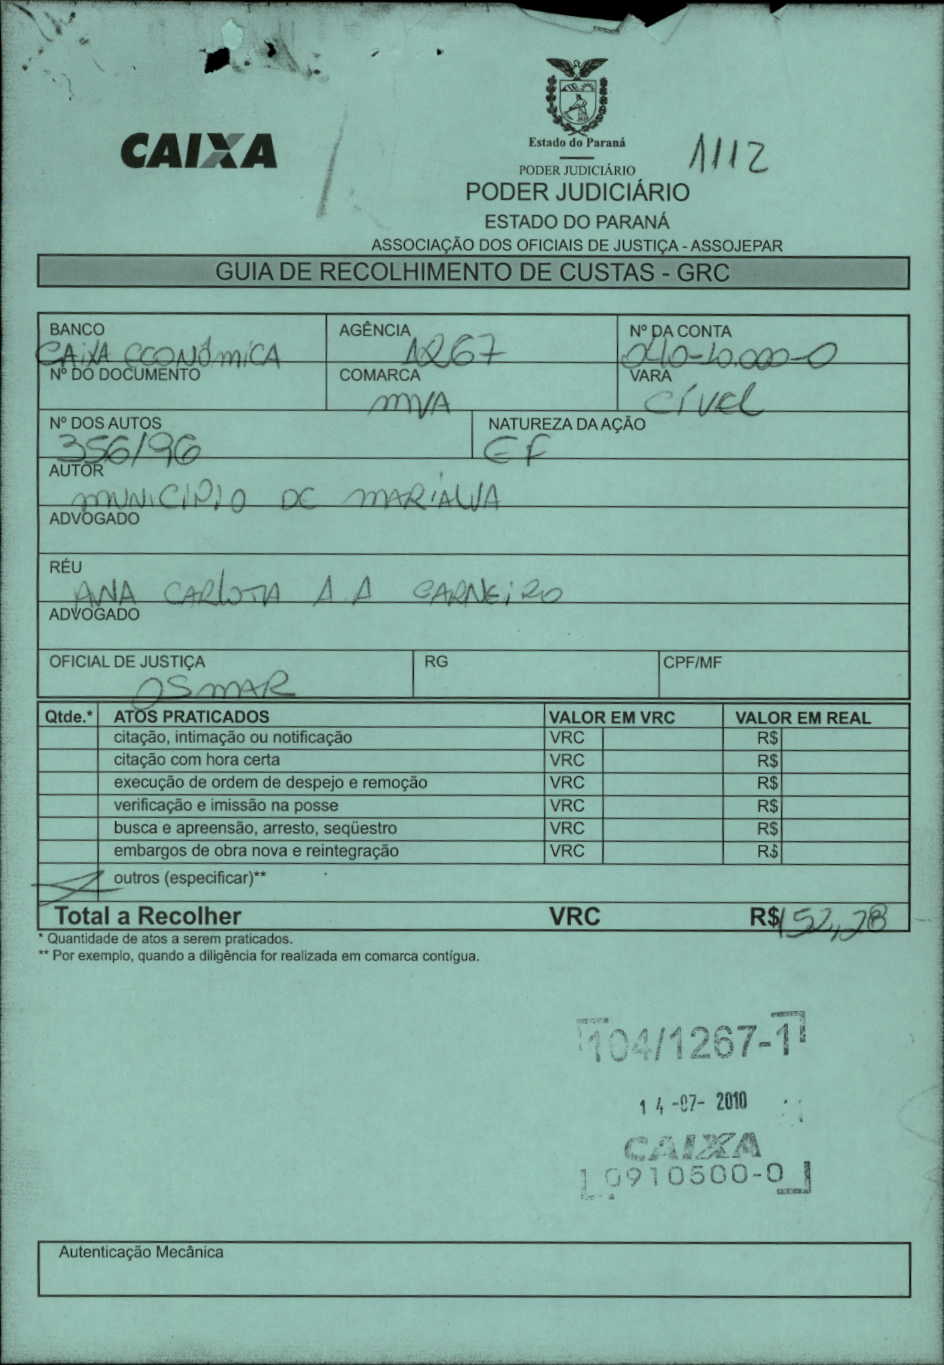 CAIXA
Estado do Paraná
1112
PODER JUDICIÁRIO
PODER JUDICIÁRIO
ESTADO DO PARANÁ
ASSOCIAÇÃO DOS OFICIAIS DE JUSTIÇA - ASSOJEPAR
GUIA DE RECOLHIMENTO DE CUSTAS - GRC
BANCO AGÊNCIA Nº DA CONTA
CAIXA ECONÔMICA 1267 040-10.000-0
Nº DO DOCUMENTO COMARCA VARA
MVA CÍVEL
Nº DOS AUTOS NATUREZA DA AÇÃO
356/96 EF
AUTOR
MUNICÍPIO DE MARIALVA
ADVOGADO
RÉU
ANA CARLOTA A A CARNEIRO
ADVOGADO
OFICIAL DE JUSTIÇA RG CPF/MF
OSMAR
Qtde.* ATOS PRATICADOS VALOR EM VRC VALOR EM REAL
citação, intimação ou notificação VRC R$
citação com hora certa VRC R$
execução de ordem de despejo e remoção VRC R$
verificação e imissão na posse VRC R$
busca e apreensão, arresto, seqüestro VRC R$
embargos de obra nova e reintegração VRC R$
outros (especificar)**
Total a Recolher VRC R$ 152,28
* Quantidade de atos a serem praticados.
** Por exemplo, quando a diligência for realizada em comarca contígua.
104/1267-1
14-07-2010
CAIXA
0910500-0
Autenticação Mecânica